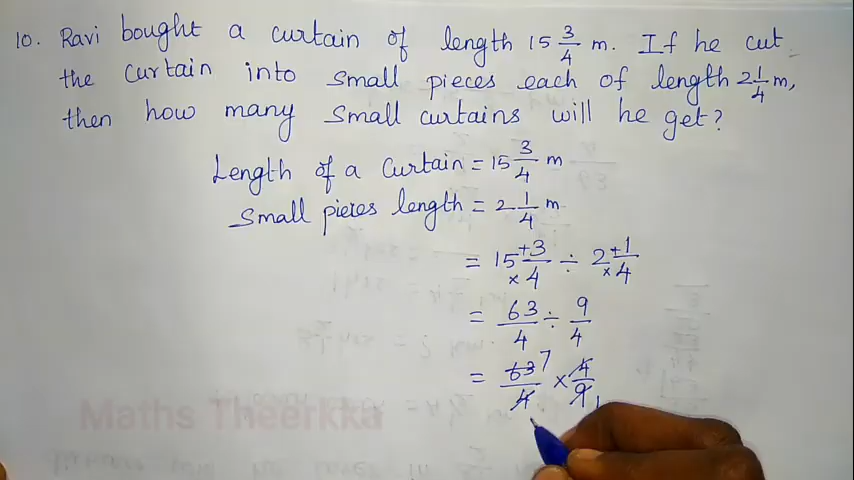 10. Ravi bought a curtain of length 15 3/4 m. If he cut
the curtain into small pieces each of length 2 1/4 m,
then how many small curtains will he get?
Length of a curtain = 15 3/4 m
Small pieces length = 2 1/4 m
= 15 +3/×4 ÷ 2 +1/×4
= 63/4 ÷ 9/4
= 63/4 7 × 4/9 1
Maths Theerkka